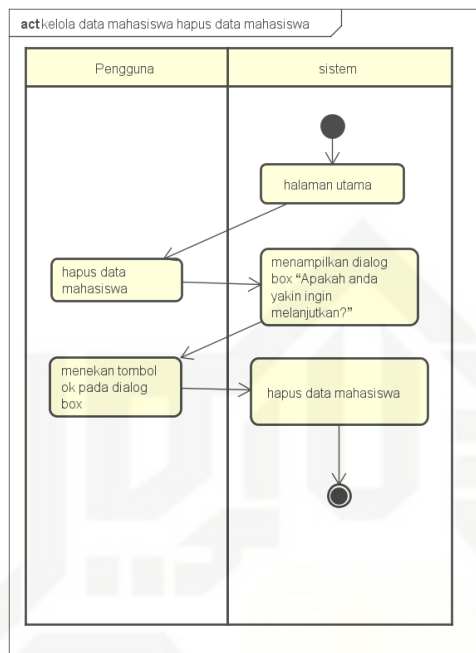 act kelola data mahasiswa hapus data mahasiswa
Pengguna
sistem
halaman utama
hapus data
mahasiswa
menampilkan dialog
box “Apakah anda
yakin ingin
melanjutkan?”
menekan tombol
ok pada dialog
box
hapus data mahasiswa